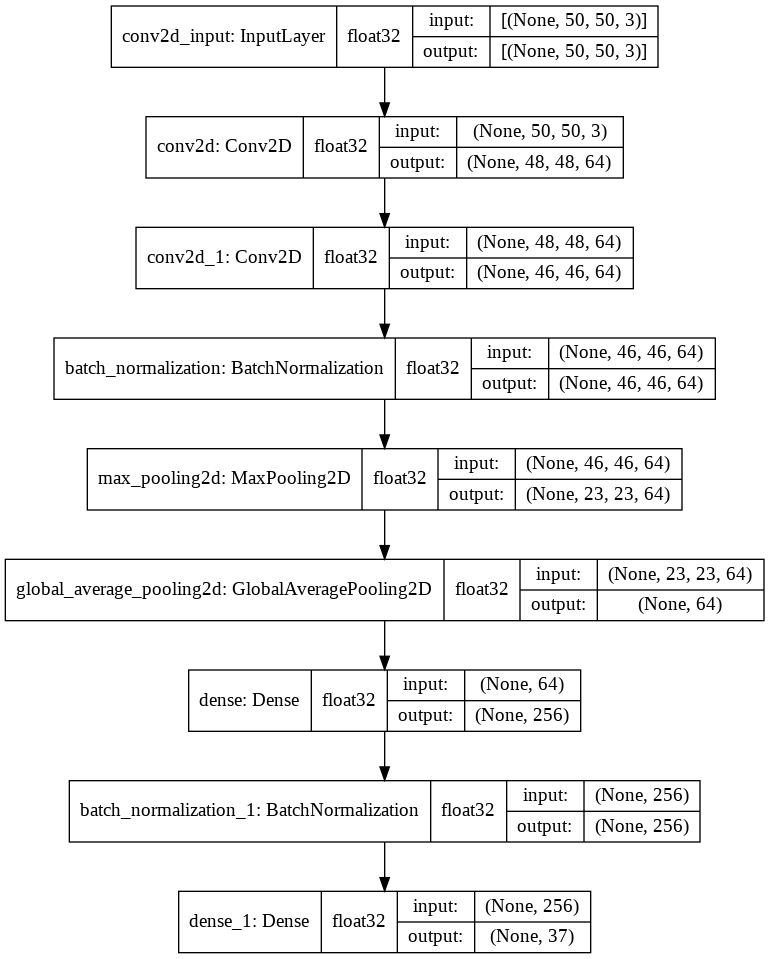 conv2d_input: InputLayer float32 input: [(None, 50, 50, 3)]
output: [(None, 50, 50, 3)]
conv2d: Conv2D float32 input: (None, 50, 50, 3)
output: (None, 48, 48, 64)
conv2d_1: Conv2D float32 input: (None, 48, 48, 64)
output: (None, 46, 46, 64)
batch_normalization: BatchNormalization float32 input: (None, 46, 46, 64)
output: (None, 46, 46, 64)
max_pooling2d: MaxPooling2D float32 input: (None, 46, 46, 64)
output: (None, 23, 23, 64)
global_average_pooling2d: GlobalAveragePooling2D float32 input: (None, 23, 23, 64)
output: (None, 64)
dense: Dense float32 input: (None, 64)
output: (None, 256)
batch_normalization_1: BatchNormalization float32 input: (None, 256)
output: (None, 256)
dense_1: Dense float32 input: (None, 256)
output: (None, 37)